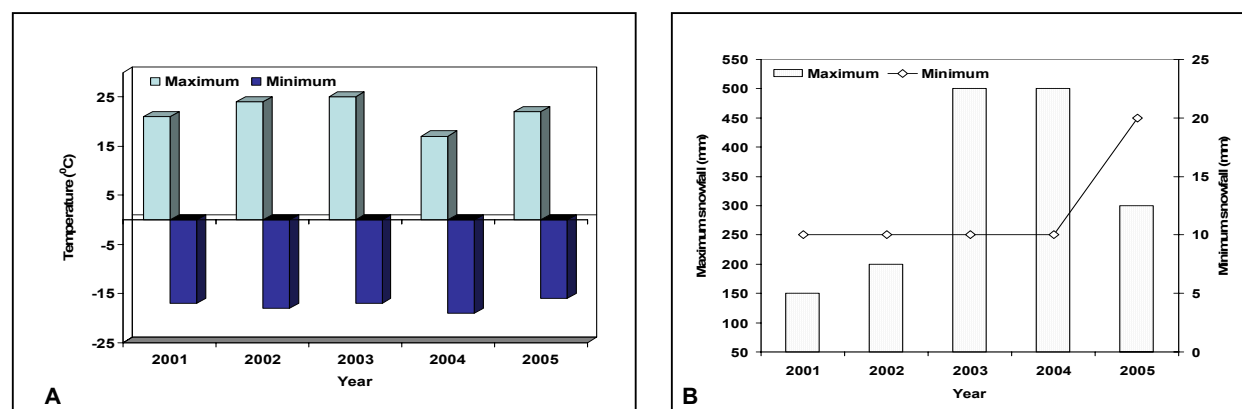 Maximum Minimum
25
15
5
-5
-15
-25
Temperature (⁰C)
2001 2002 2003 2004 2005
Year
A
Maximum Minimum
550
500
450
400
350
300
250
200
150
100
50
Maximum snowfall (mm)
25
20
15
10
5
0
Minimum snowfall (mm)
2001 2002 2003 2004 2005
Year
B